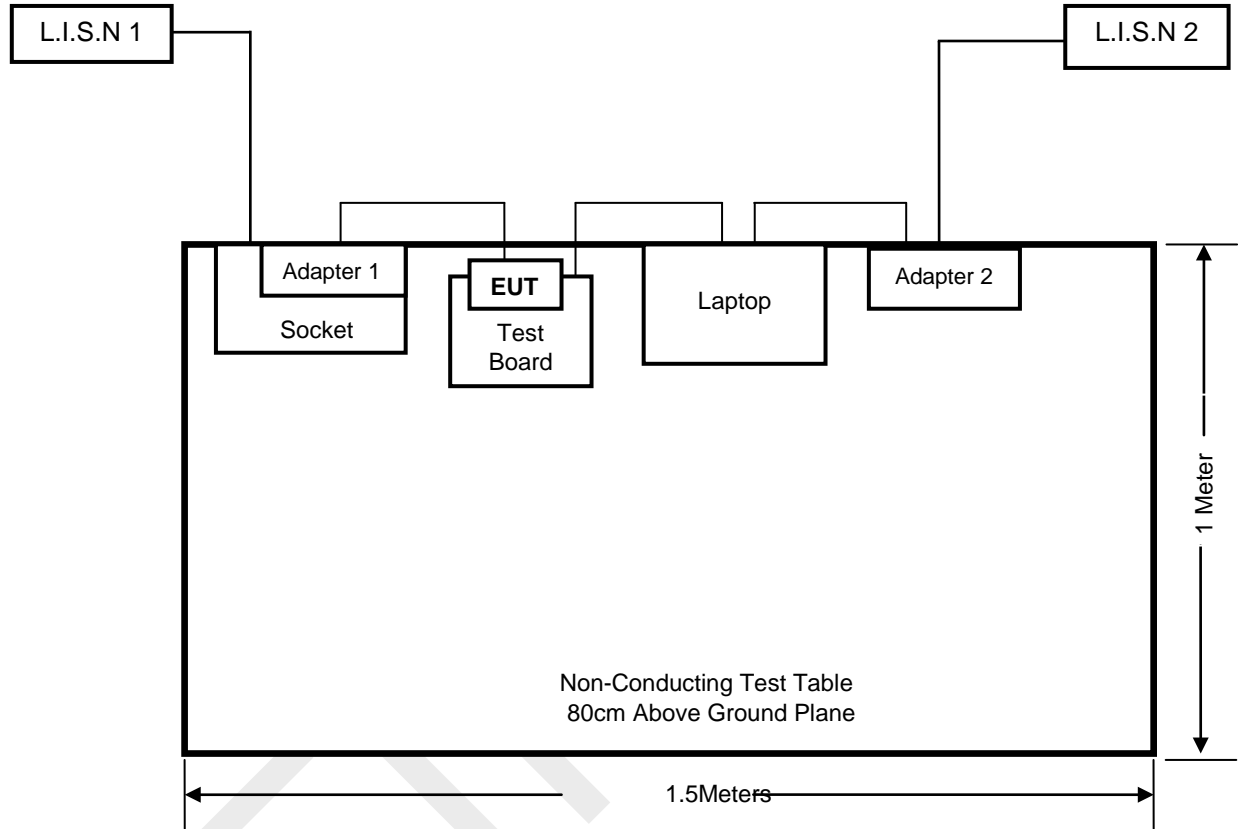 L.I.S.N 1
L.I.S.N 2
Adapter 1
Socket
EUT
Test
Board
Laptop
Adapter 2
1 Meter
Non-Conducting Test Table
80cm Above Ground Plane
1.5Meters